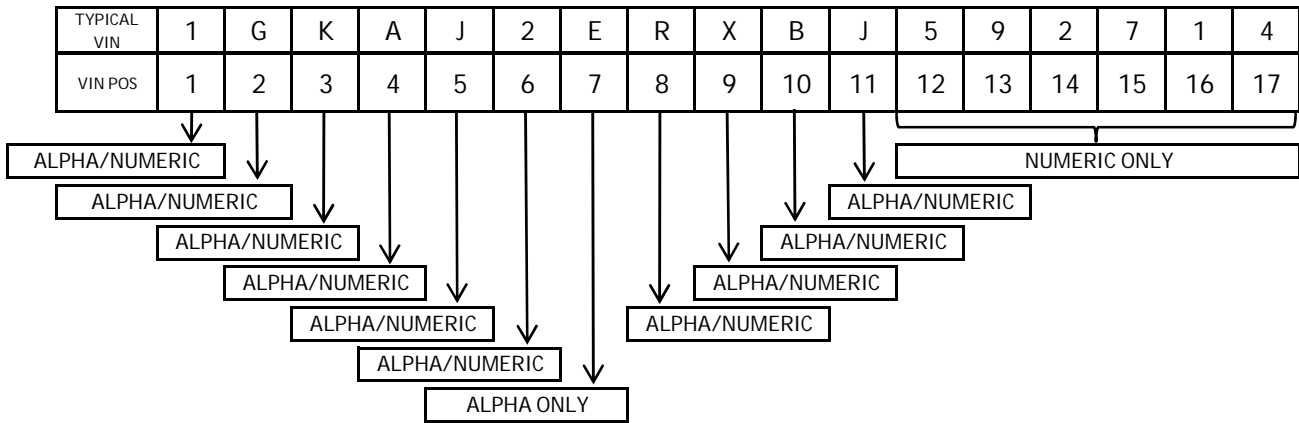 TYPICAL
VIN
1 G K A J 2 E R X B J 5 9 2 7 1 4
VIN POS 1 2 3 4 5 6 7 8 9 10 11 12 13 14 15 16 17
ALPHA/NUMERIC NUMERIC ONLY
ALPHA/NUMERIC ALPHA/NUMERIC
ALPHA/NUMERIC ALPHA/NUMERIC
ALPHA/NUMERIC ALPHA/NUMERIC
ALPHA/NUMERIC ALPHA/NUMERIC
ALPHA/NUMERIC
ALPHA ONLY